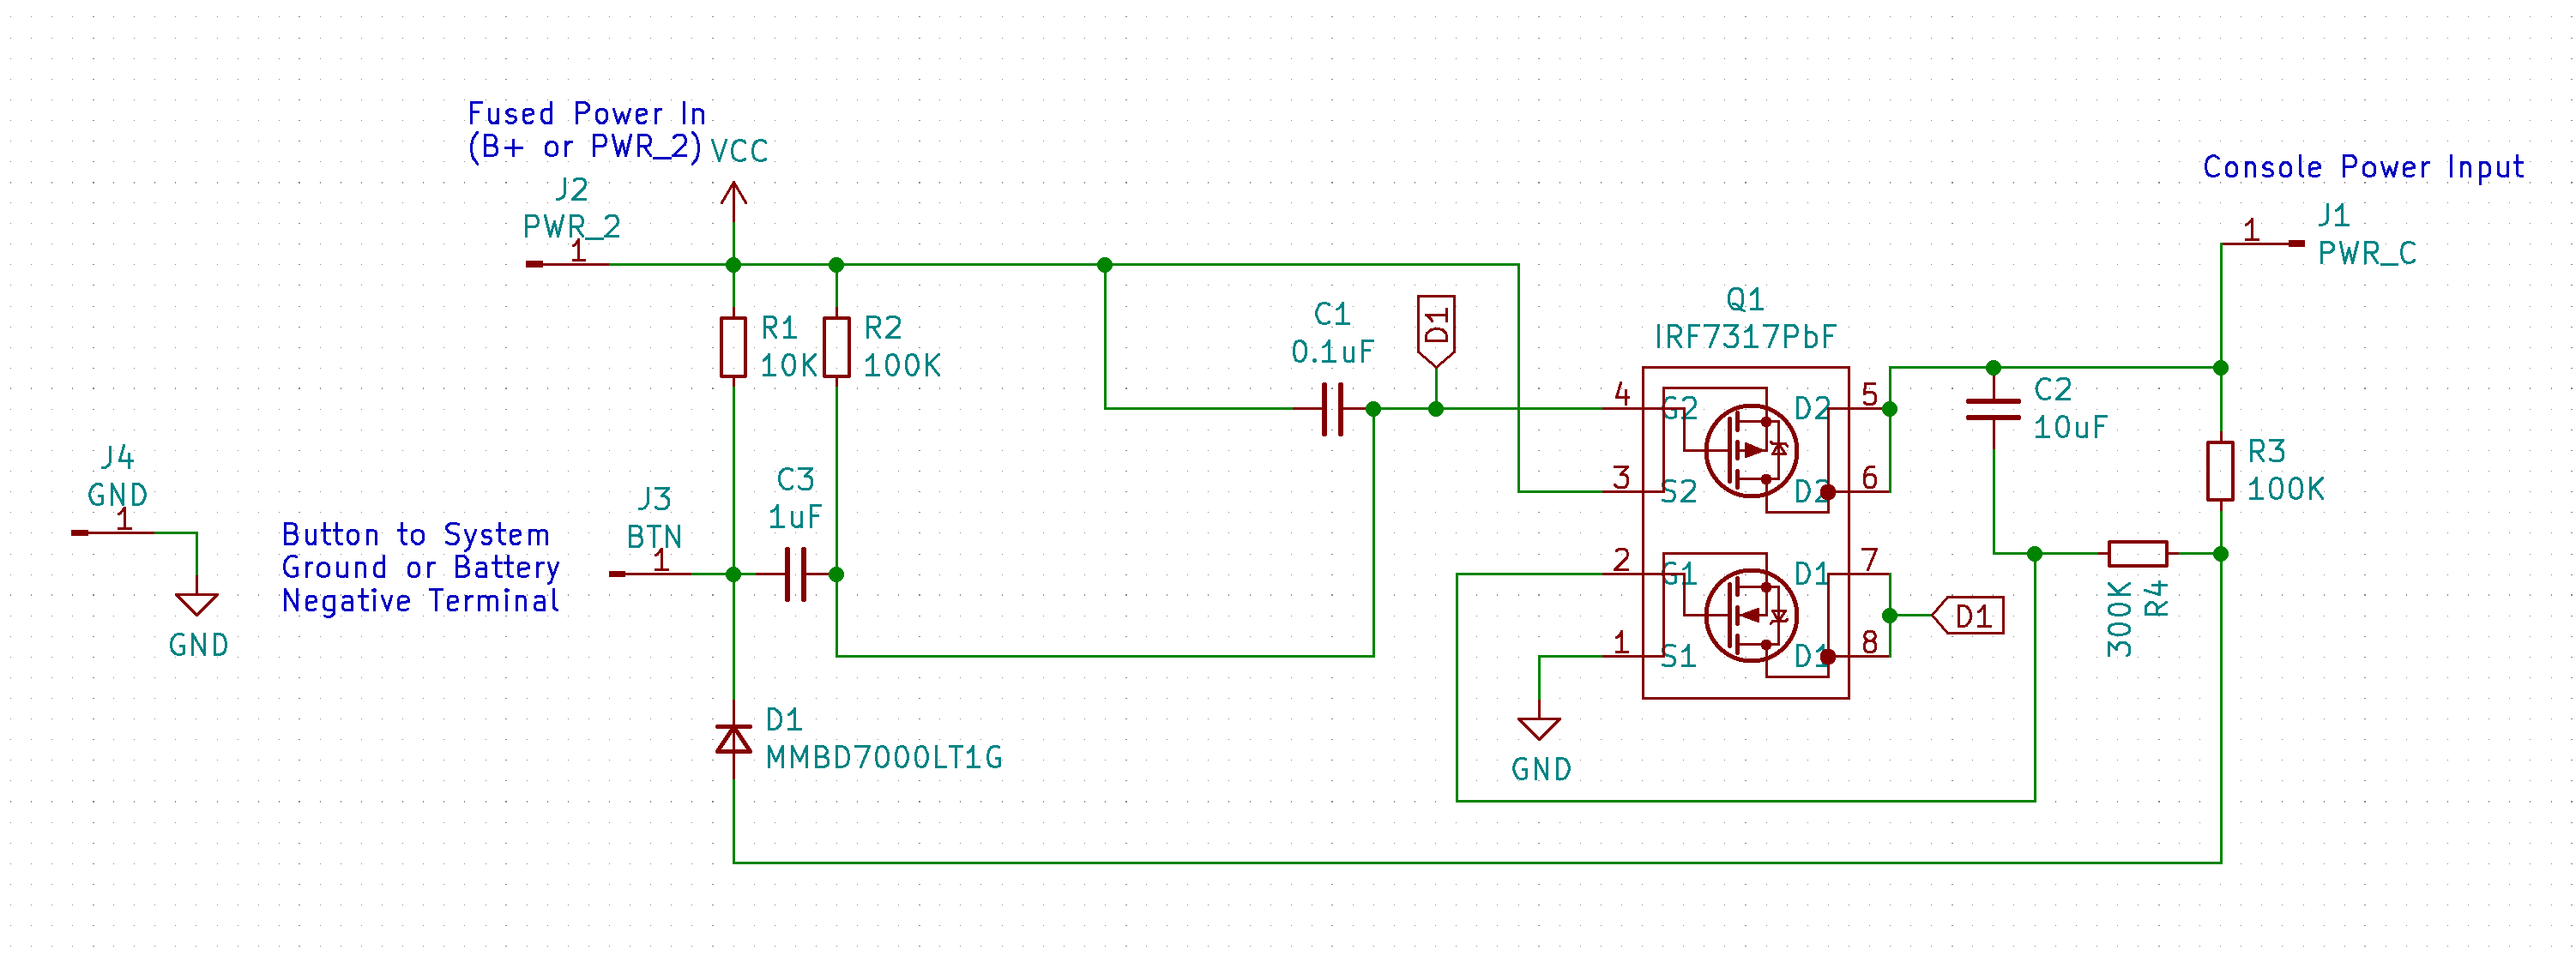 Fused Power In
(B+ or PWR_2)
VCC
J2
PWR_2
1
R1
10K
R2
100K
C1
0.1uF
D1
Q1
IRF7317PbF
4
G2
D2
5
3
S2
D2
6
2
G1
D1
7
1
S1
D1
8
D1
GND
Console Power Input
J1
PWR_C
1
C2
10uF
R3
100K
300K
R4
J4
GND
1
GND
Button to System
Ground or Battery
Negative Terminal
J3
BTN
1
C3
1uF
D1
MMBD7000LT1G